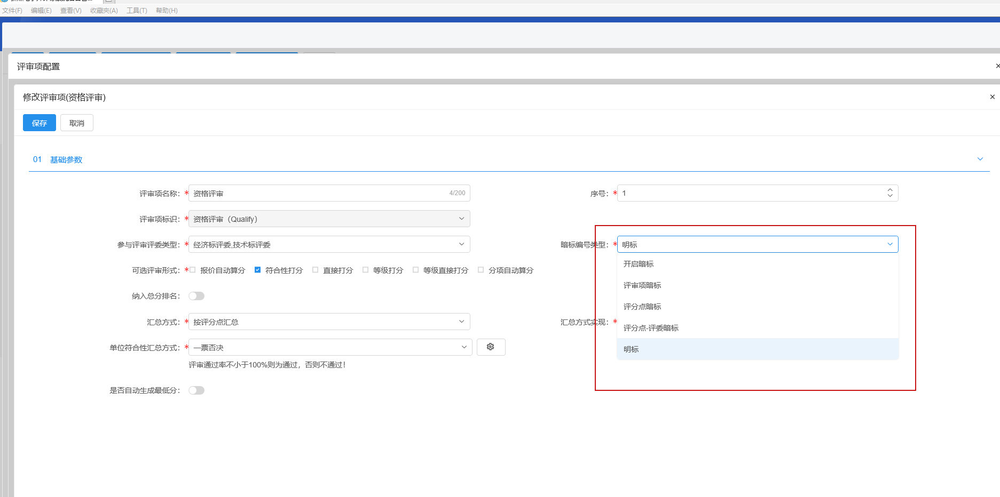 文件(F) 编辑(E) 查看(V) 收藏夹(A) 工具(T) 帮助(H)
评审项配置
修改评审项(资格评审)
保存 取消
01 基础参数
评审项名称： *资格评审 4/200 序号： *1
评审项标识： *资格评审（Qualify）
参与评审评委类型： *经济标评委,技术标评委 暗标编号类型： *明标
开启暗标
可选评审形式： * 报价自动算分 符合性打分 直接打分 等级打分 等级直接打分 分项自动算分
评审项暗标
纳入总分排名：
评分点暗标
汇总方式： *按评分点汇总 汇总方式实现： *
评分点-评委暗标
单位符合性汇总方式： *一票否决
明标
评审通过率不小于100%则为通过，否则不通过！
是否自动生成最低分：